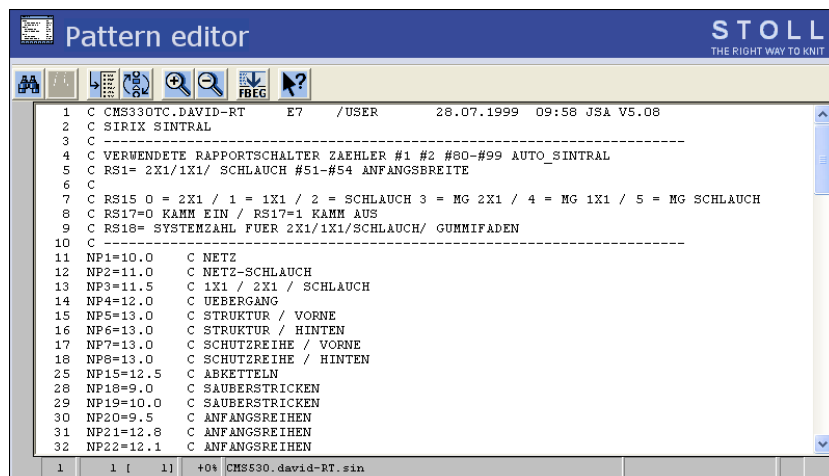 Pattern editor
STOLL
THE RIGHT WAY TO KNIT
FBEG
1 C CMS330TC.DAVID-RT E7 /USER 28.07.1999 09:58 JSA V5.08
2 C SIRIX SINTRAL
3 C ----------------------------------------------------------------------
4 C VERWENDETE RAPPORTSCHALTER ZAEHLER #1 #2 #80-#99 AUTO_SINTRAL
5 C RS1= 2X1/1X1/ SCHLAUCH #51-#54 ANFANGSBREITE
6 C
7 C RS15 0 = 2X1 / 1 = 1X1 / 2 = SCHLAUCH 3 = MG 2X1 / 4 = MG 1X1 / 5 = MG SCHLAUCH
8 C RS17=0 KAMM EIN / RS17=1 KAMM AUS
9 C RS18= SYSTEMZAHL FUER 2X1/1X1/SCHLAUCH/ GUMMIFADEN
10 C ----------------------------------------------------------------------
11 NP1=10.0 C NETZ
12 NP2=11.0 C NETZ-SCHLAUCH
13 NP3=11.5 C 1X1 / 2X1 / SCHLAUCH
14 NP4=12.0 C UEBERGANG
15 NP5=13.0 C STRUKTUR / VORNE
16 NP6=13.0 C STRUKTUR / HINTEN
17 NP7=13.0 C SCHUTZREIHE / VORNE
18 NP8=13.0 C SCHUTZREIHE / HINTEN
25 NP15=12.5 C ABKETTELN
28 NP18=9.0 C SAUBERSTRICKEN
29 NP19=10.0 C SAUBERSTRICKEN
30 NP20=9.5 C ANFANGSREIHEN
31 NP21=12.8 C ANFANGSREIHEN
32 NP22=12.1 C ANFANGSREIHEN
1 1 [ 1] +0% CMS530.david-RT.sin